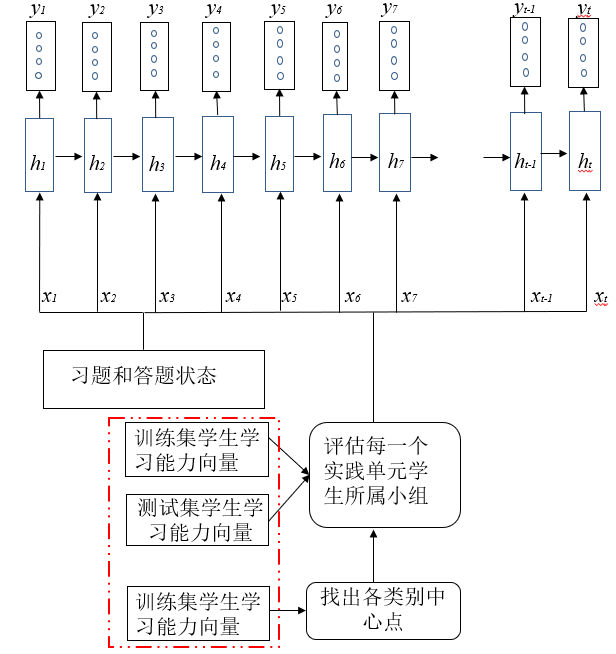 y1 y2 y3 y4 y5 y6 y7 yt-1 yt
h1 h2 h3 h4 h5 h6 h7 ht-1 ht
x1 x2 x3 x4 x5 x6 x7 xt-1 xt
习题和答题状态
训练集学生学
习能力向量
测试集学生学
习能力向量
评估每一个
实践单元学
生所属小组
训练集学生学
习能力向量
找出各类别中
心点